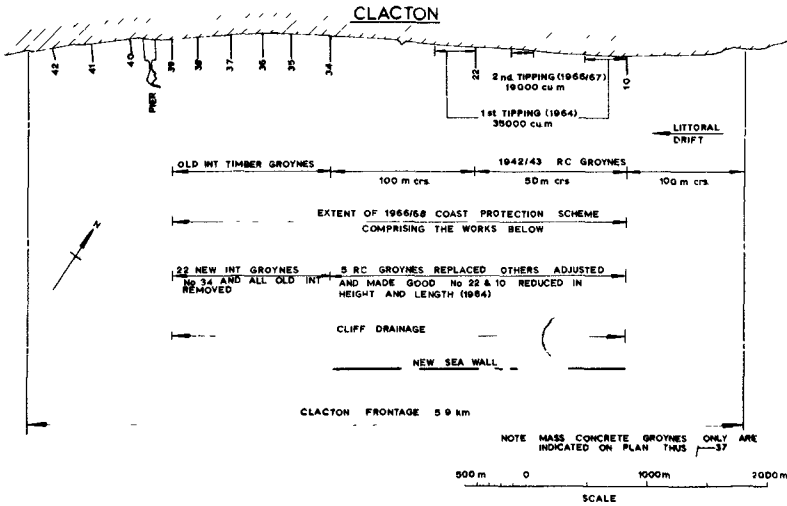 CLACTON
42
41
40
PIER
39
38
37
36
35
34
22
10
2nd. TIPPING (1966/67)
19000 cu.m
1st TIPPING (1964)
35000 cu.m
LITTORAL
DRIFT
OLD INT TIMBER GROYNES
1942/43 RC GROYNES
100 m crs.
50m crs
100 m crs.
EXTENT OF 1966/68 COAST PROTECTION SCHEME
COMPRISING THE WORKS BELOW
N
22 NEW INT GROYNES
No 34 AND ALL OLD INT
REMOVED
5 RC GROYNES REPLACED OTHERS ADJUSTED
AND MADE GOOD No 22 & 10 REDUCED IN
HEIGHT AND LENGTH (1964)
CLIFF DRAINAGE
NEW SEA WALL
CLACTON FRONTAGE 5 9 km
NOTE MASS CONCRETE GROYNES ONLY ARE
INDICATED ON PLAN THUS 37
500 m 0 1000m 2000m
SCALE